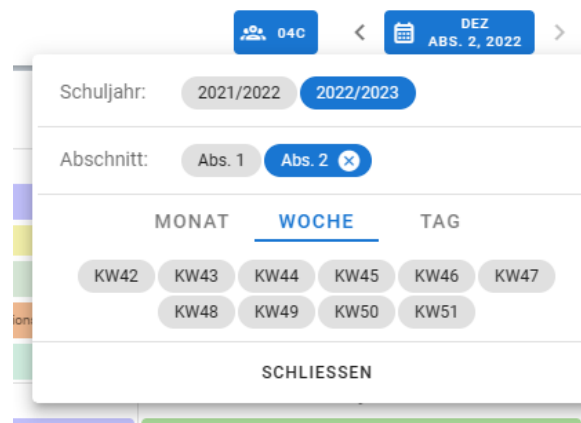 04C
DEZ
ABS. 2, 2022
Schuljahr: 2021/2022 2022/2023
Abschnitt: Abs. 1 Abs. 2
MONAT WOCHE TAG
KW42 KW43 KW44 KW45 KW46 KW47
KW48 KW49 KW50 KW51
ion
SCHLIESSEN